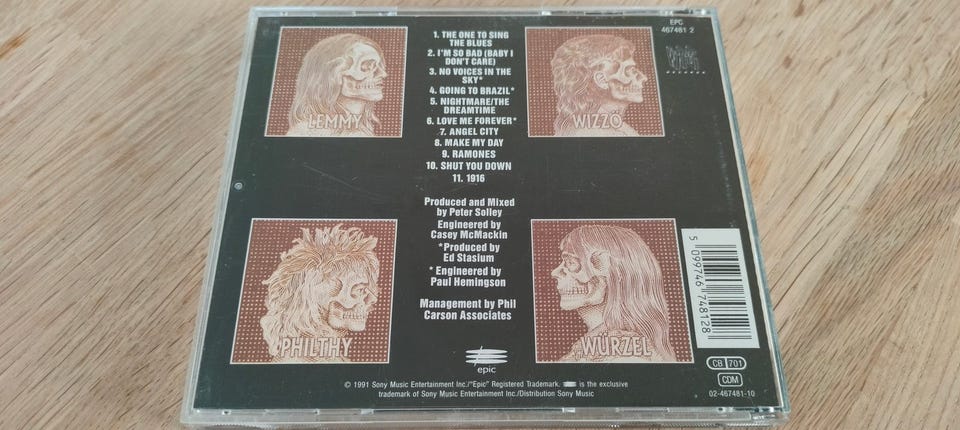 EPC
467481 2
RECORDS
1. THE ONE TO SING
THE BLUES
2. I'M SO BAD (BABY I
DON'T CARE)
3. NO VOICES IN THE
SKY*
4. GOING TO BRAZIL*
5. NIGHTMARE/THE
DREAMTIME
6. LOVE ME FOREVER*
7. ANGEL CITY
8. MAKE MY DAY
9. RAMONES
10. SHUT YOU DOWN
11. 1916
LEMMY
WIZZO
Produced and Mixed
by Peter Solley
Engineered by
Casey McMackin
*Produced by
Ed Stasium
*Engineered by
Paul Hemingson
Management by Phil
Carson Associates
PHILTHY
WÜRZEL
epic
5 099746 748128
CB 701
CDM
02-467481-10
© 1991 Sony Music Entertainment Inc./"Epic" Registered Trademark, is the exclusive
trademark of Sony Music Entertainment Inc./Distribution Sony Music